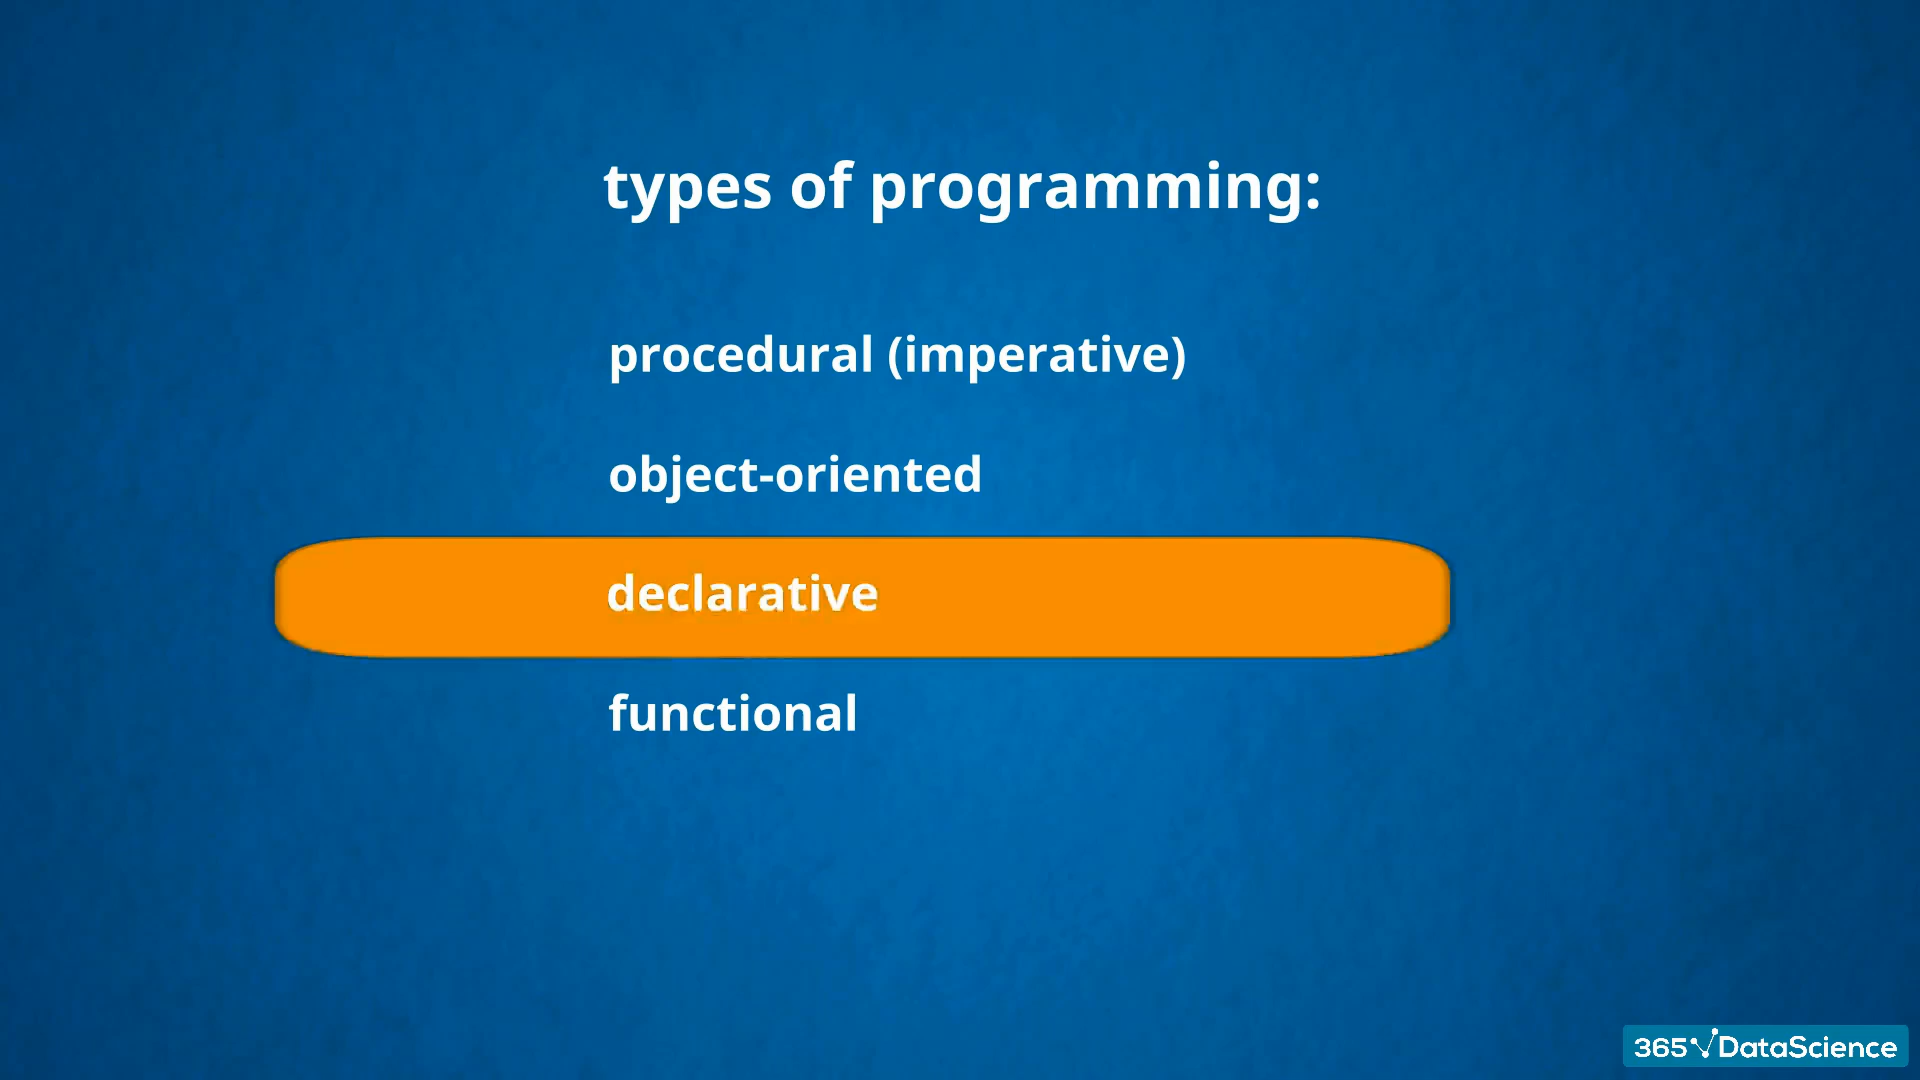 types of programming:
procedural (imperative)
object-oriented
declarative
functional
365 DataScience